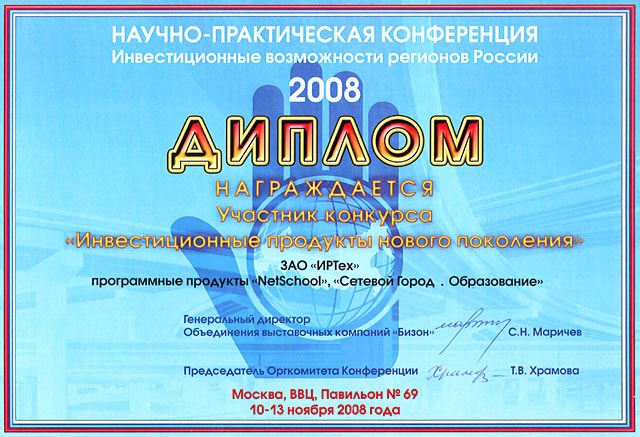 НАУЧНО-ПРАКТИЧЕСКАЯ КОНФЕРЕНЦИЯ
Инвестиционные возможности регионов России
2008
ДИПЛОМ
НАГРАЖДАЕТСЯ
Участник конкурса
«Инвестиционные продукты нового поколения»
ЗАО «ИРТех»
программные продукты «NetSchool», «Сетевой Город . Образование»
Генеральный директор
Объединения выставочных компаний «Бизон» С.Н. Маричев
Председатель Оргкомитета Конференции Т.В. Храмова
Москва, ВВЦ, Павильон № 69
10-13 ноября 2008 года